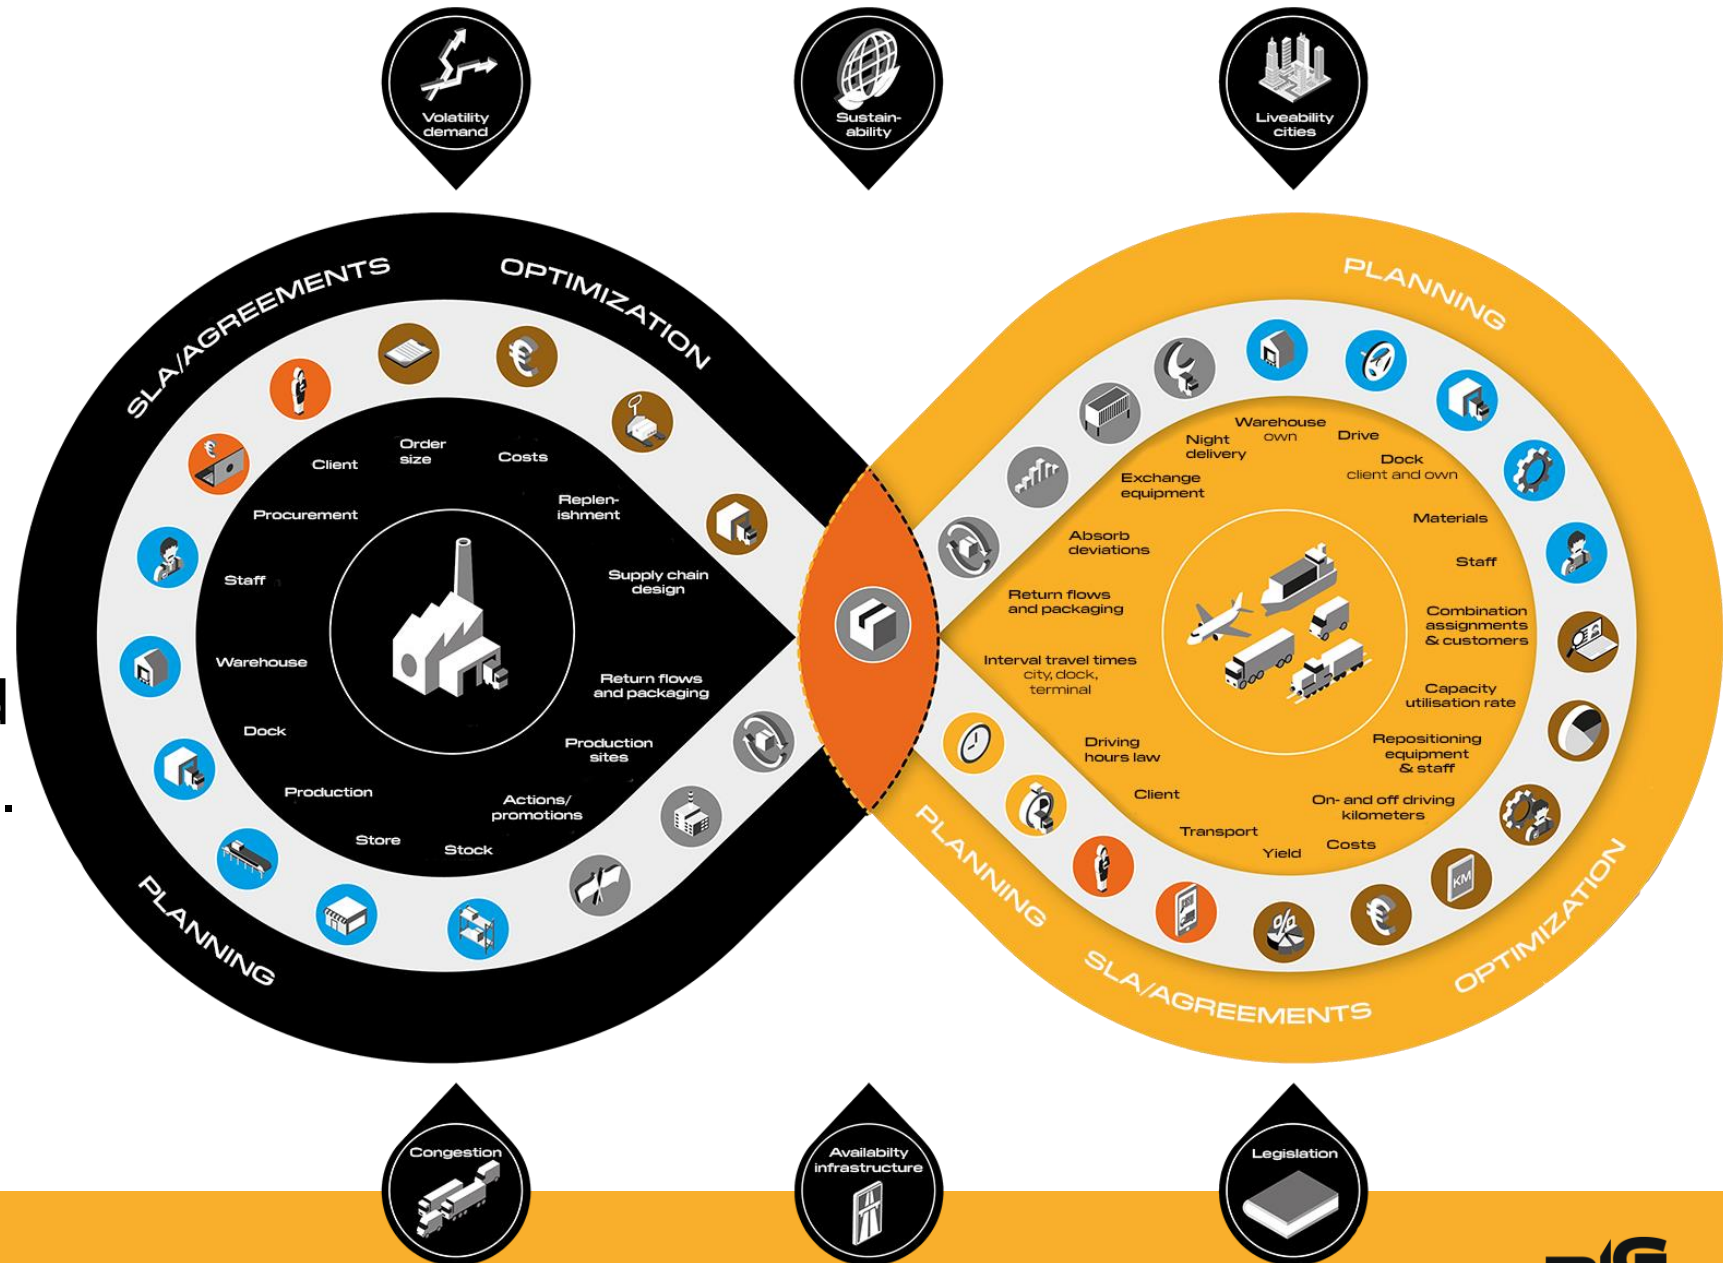 Volatility
demand
Sustain-
ability
Liveability
cities
SLA/AGREEMENTS
OPTIMIZATION
PLANNING
Order
size
Costs
Client
Replen-
ishment
Procurement
Supply chain
design
Staff
Warehouse
Return flows
and packaging
Dock
Production
sites
Production
Actions/
promotions
Store
Stock
PLANNING
Warehouse
own
Drive
Night
delivery
Dock
client and own
Exchange
equipment
Materials
Absorb
deviations
Staff
Return flows
and packaging
Combination
assignments
& customers
Interval travel times
city, dock,
terminal
Capacity
utilisation rate
Driving
hours law
Repositioning
equipment
& staff
Client
On- and off driving
kilometers
Transport
Yield
Costs
KM
PLANNING
SLA/AGREEMENTS
OPTIMIZATION
Congestion
Availabilty
infrastructure
Legislation